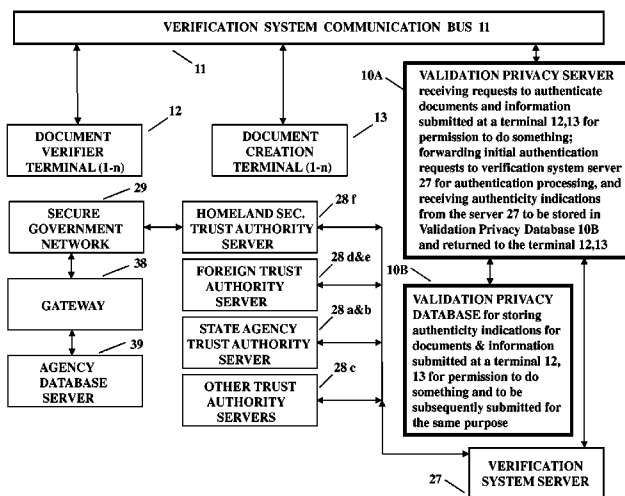 VERIFICATION SYSTEM COMMUNICATION BUS 11
11
12
13
10A
DOCUMENT
VERIFIER
TERMINAL (1-n)
DOCUMENT
CREATION
TERMINAL (1-n)
VALIDATION PRIVACY SERVER
receiving requests to authenticate
documents and information
submitted at a terminal 12,13 for
permission to do something;
forwarding initial authentication
requests to verification system server
27 for authentication processing, and
receiving authenticity indications
from the server 27 to be stored in
Validation Privacy Database 10B
and returned to the terminal 12,13
29
SECURE
GOVERNMENT
NETWORK
28 f
HOMELAND SEC.
TRUST AUTHORITY
SERVER
38
GATEWAY
28 d&e
FOREIGN TRUST
AUTHORITY
SERVER
10B
VALIDATION PRIVACY
DATABASE for storing
authenticity indications for
documents & information
submitted at a terminal 12,
13 for permission to do
something and to be
subsequently submitted for
the same purpose
39
AGENCY
DATABASE
SERVER
28 a&b
STATE AGENCY
TRUST AUTHORITY
SERVER
28 c
OTHER TRUST
AUTHORITY
SERVERS
27
VERIFICATION
SYSTEM SERVER